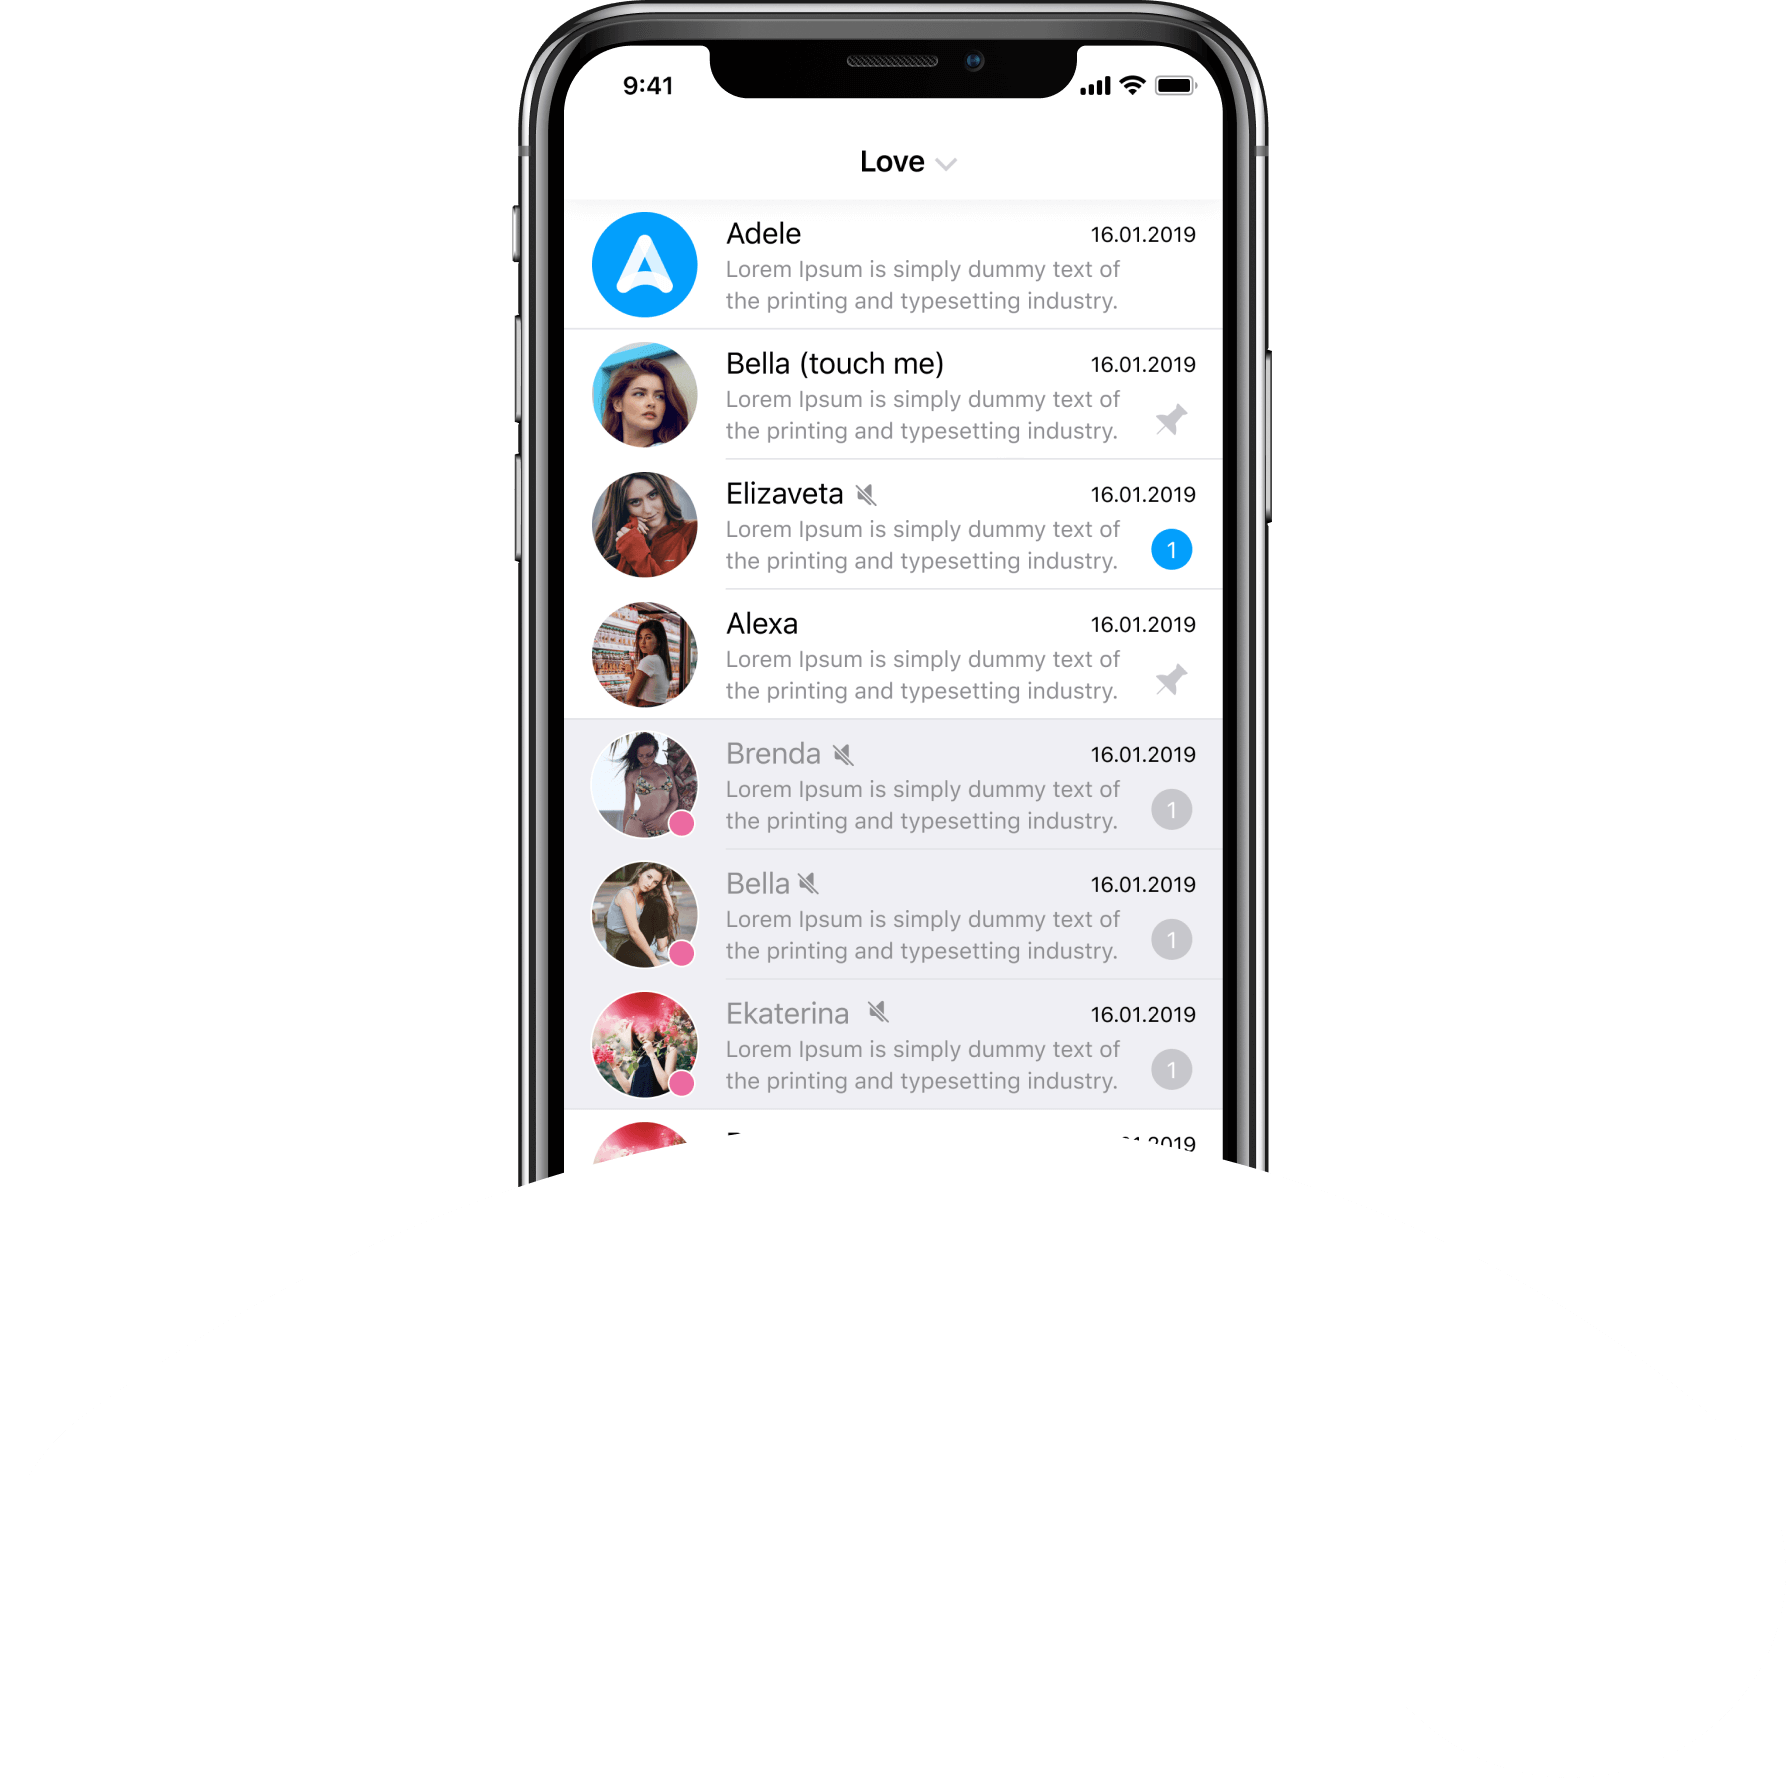 9:41
Love
Adele 16.01.2019
Lorem Ipsum is simply dummy text of
the printing and typesetting industry.
Bella (touch me) 16.01.2019
Lorem Ipsum is simply dummy text of
the printing and typesetting industry.
Elizaveta 16.01.2019
Lorem Ipsum is simply dummy text of
the printing and typesetting industry.
1
Alexa 16.01.2019
Lorem Ipsum is simply dummy text of
the printing and typesetting industry.
Brenda 16.01.2019
Lorem Ipsum is simply dummy text of
the printing and typesetting industry.
1
Bella 16.01.2019
Lorem Ipsum is simply dummy text of
the printing and typesetting industry.
1
Ekaterina 16.01.2019
Lorem Ipsum is simply dummy text of
the printing and typesetting industry.
1